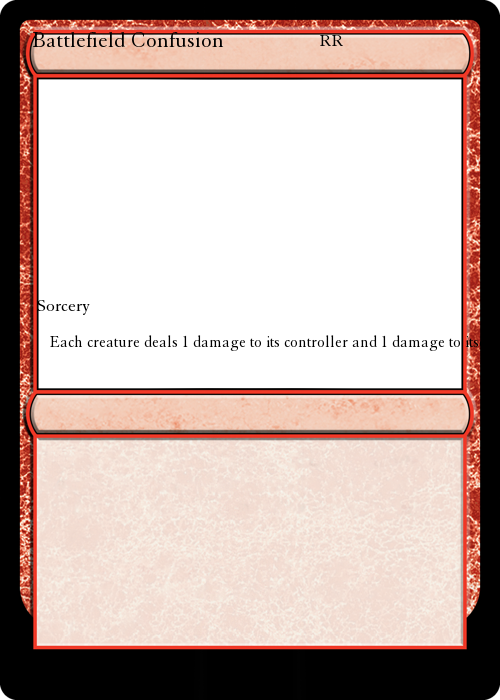 Battlefield Confusion RR
Sorcery
Each creature deals 1 damage to its controller and 1 damage to its